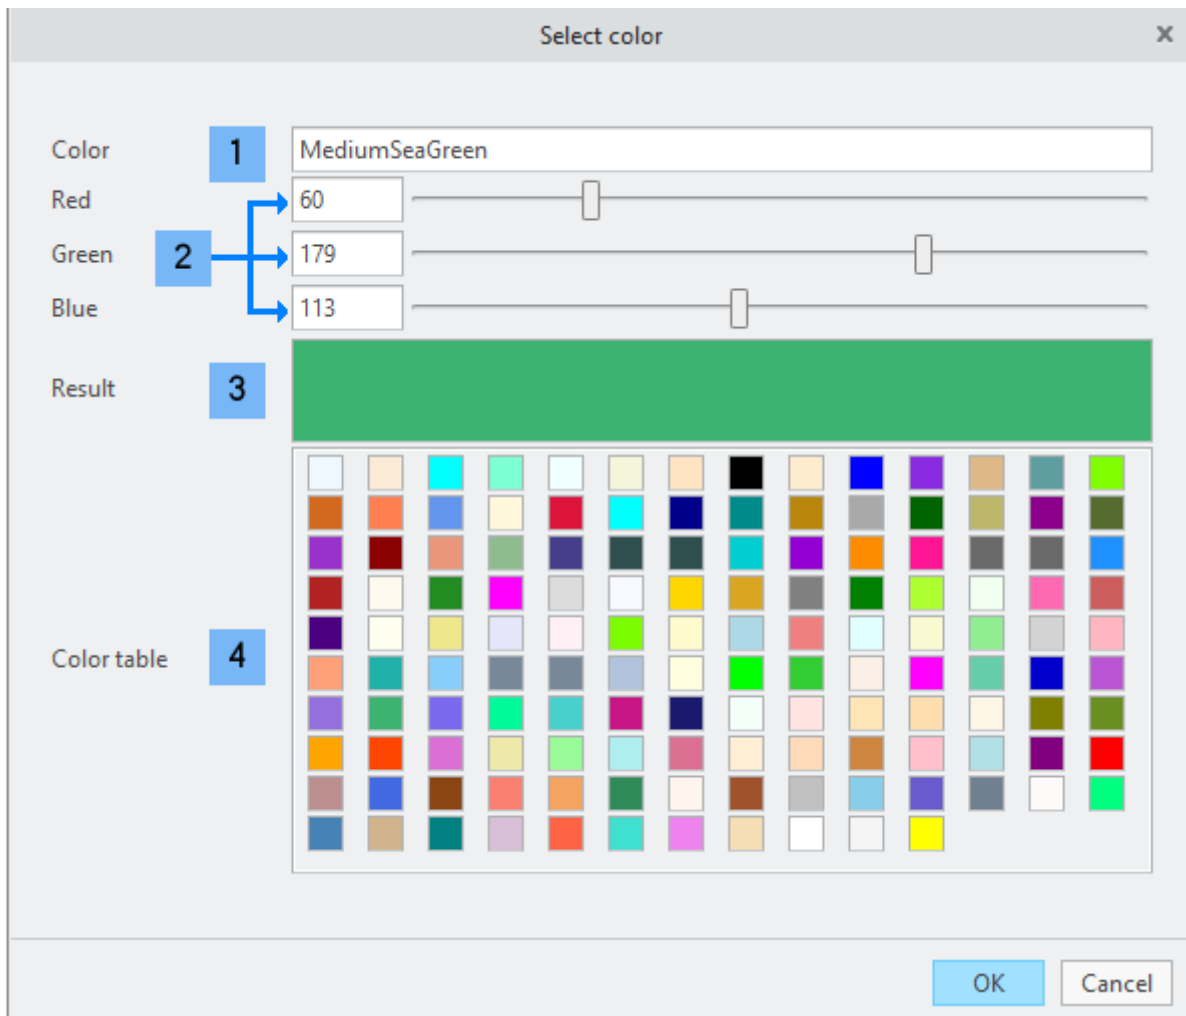 Select color x
Color 1 MediumSeaGreen
Red 60
Green 2 179
Blue 113
Result 3
Color table 4
OK Cancel